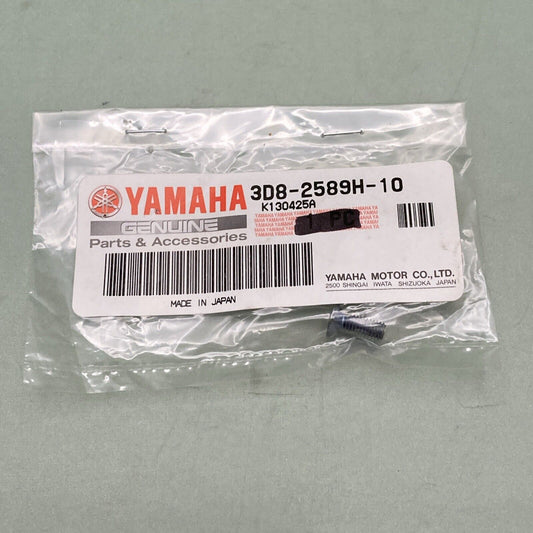 YAMAHA 3D8-2589H-10
K130425A
GENUINE
Parts & Accessories
1 PC
YAMAHA MOTOR CO.,LTD.
2500 SHINGAI IWATA SHIZUOKA JAPAN
MADE IN JAPAN